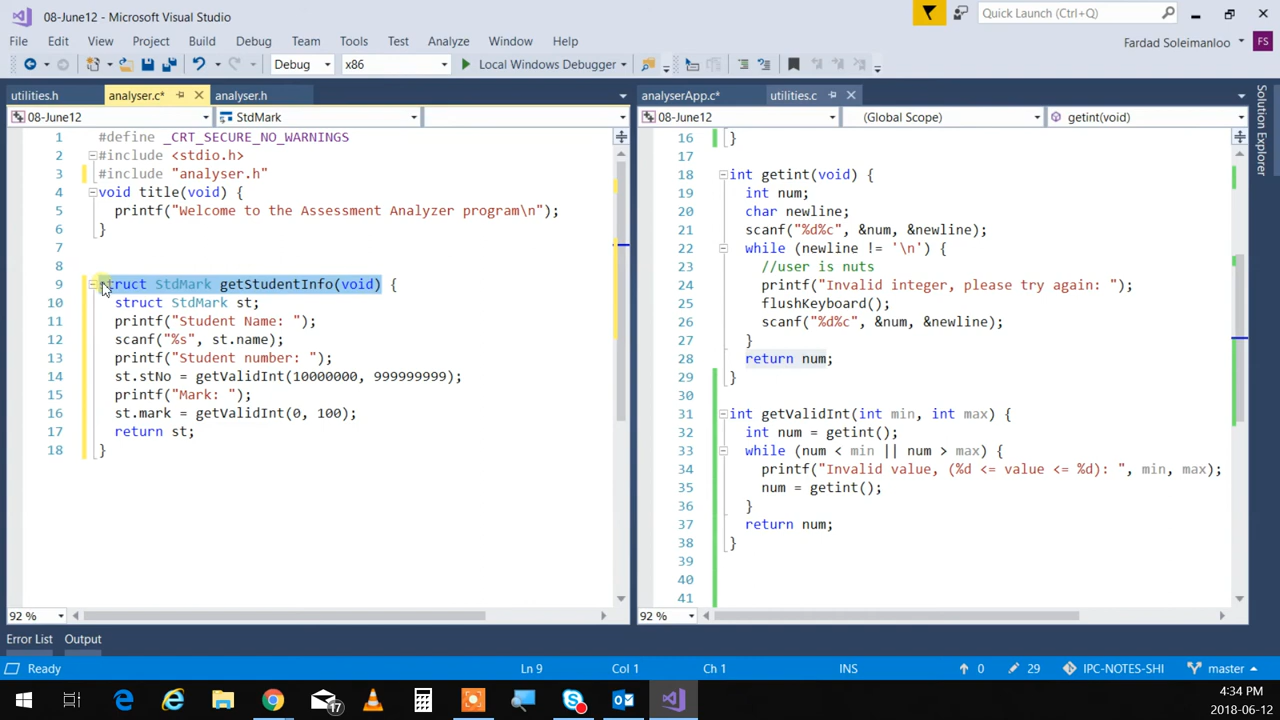 08-June12 - Microsoft Visual Studio
Quick Launch (Ctrl+Q)
File Edit View Project Build Debug Team Tools Test Analyze Window Help
Fardad Soleimanloo
FS
Debug x86 Local Windows Debugger
utilities.h analyser.c* analyser.h
08-June12 StdMark
1 #define _CRT_SECURE_NO_WARNINGS
2 #include <stdio.h>
3 #include "analyser.h"
4 void title(void) {
5 printf("Welcome to the Assessment Analyzer program\n");
6 }
7
8
9 struct StdMark getStudentInfo(void) {
10 struct StdMark st;
11 printf("Student Name: ");
12 scanf("%s", st.name);
13 printf("Student number: ");
14 st.stNo = getValidInt(10000000, 999999999);
15 printf("Mark: ");
16 st.mark = getValidInt(0, 100);
17 return st;
18 }
92 %
analyserApp.c* utilities.c
08-June12 (Global Scope) getint(void)
16 }
17
18 int getint(void) {
19 int num;
20 char newline;
21 scanf("%d%c", &num, &newline);
22 while (newline != '\n') {
23 //user is nuts
24 printf("Invalid integer, please try again: ");
25 flushKeyboard();
26 scanf("%d%c", &num, &newline);
27 }
28 return num;
29 }
30
31 int getValidInt(int min, int max) {
32 int num = getint();
33 while (num < min || num > max) {
34 printf("Invalid value, (%d <= value <= %d): ", min, max);
35 num = getint();
36 }
37 return num;
38 }
39
40
41
92 %
Solution Explorer
Error List Output
Ready Ln 9 Col 1 Ch 1 INS 0 29 IPC-NOTES-SHI master
17
4:34 PM
2018-06-12